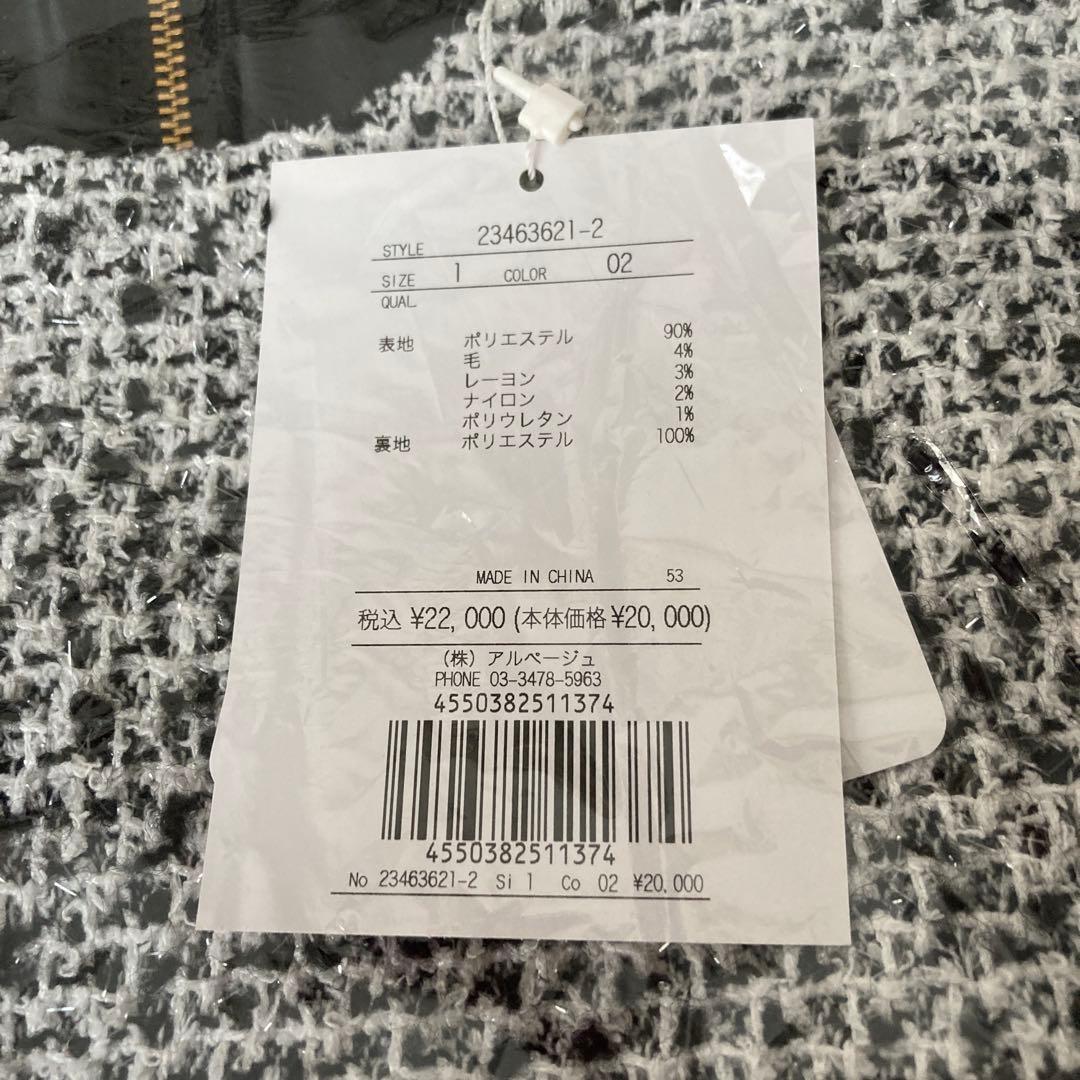 STYLE 23463621-2
SIZE 1 COLOR 02
QUAL
表地 ポリエステル 90%
毛 4%
レーヨン 3%
ナイロン 2%
ポリウレタン 1%
裏地 ポリエステル 100%
MADE IN CHINA 53
税込 ¥22,000 (本体価格 ¥20,000)
(株) アルページュ
PHONE 03-3478-5963
4550382511374
4550382511374
No 23463621-2 Si 1 Co 02 ¥20,000